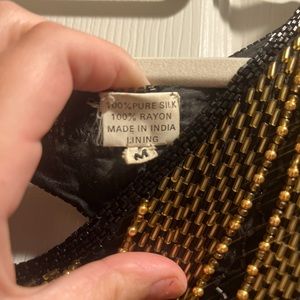 100% PURE SILK
100% RAYON
MADE IN INDIA
LINING
M